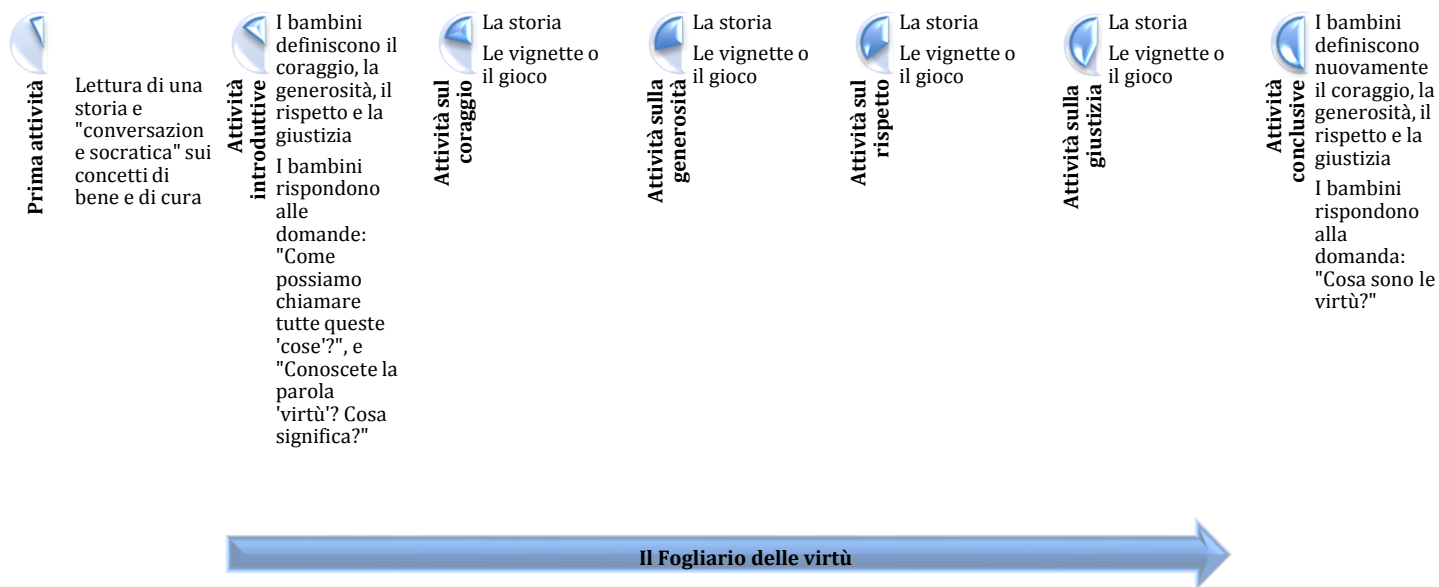 Prima attività
Lettura di una
storia e
"conversazion
e socratica" sui
concetti di
bene e di cura
Attività
introduttive
I bambini
definiscono il
coraggio, la
generosità, il
rispetto e la
giustizia
I bambini
rispondono
alle
domande:
"Come
possiamo
chiamare
tutte queste
'cose'?", e
"Conoscete la
parola
'virtù'? Cosa
significa?"
Attività sul
coraggio
La storia
Le vignette o
il gioco
Attività sulla
generosità
La storia
Le vignette o
il gioco
Attività sul
rispetto
La storia
Le vignette o
il gioco
Attività sulla
giustizia
La storia
Le vignette o
il gioco
Attività
conclusive
I bambini
definiscono
nuovamente
il coraggio, la
generosità, il
rispetto e la
giustizia
I bambini
rispondono
alla
domanda:
"Cosa sono le
virtù?"
Il Fogliario delle virtù